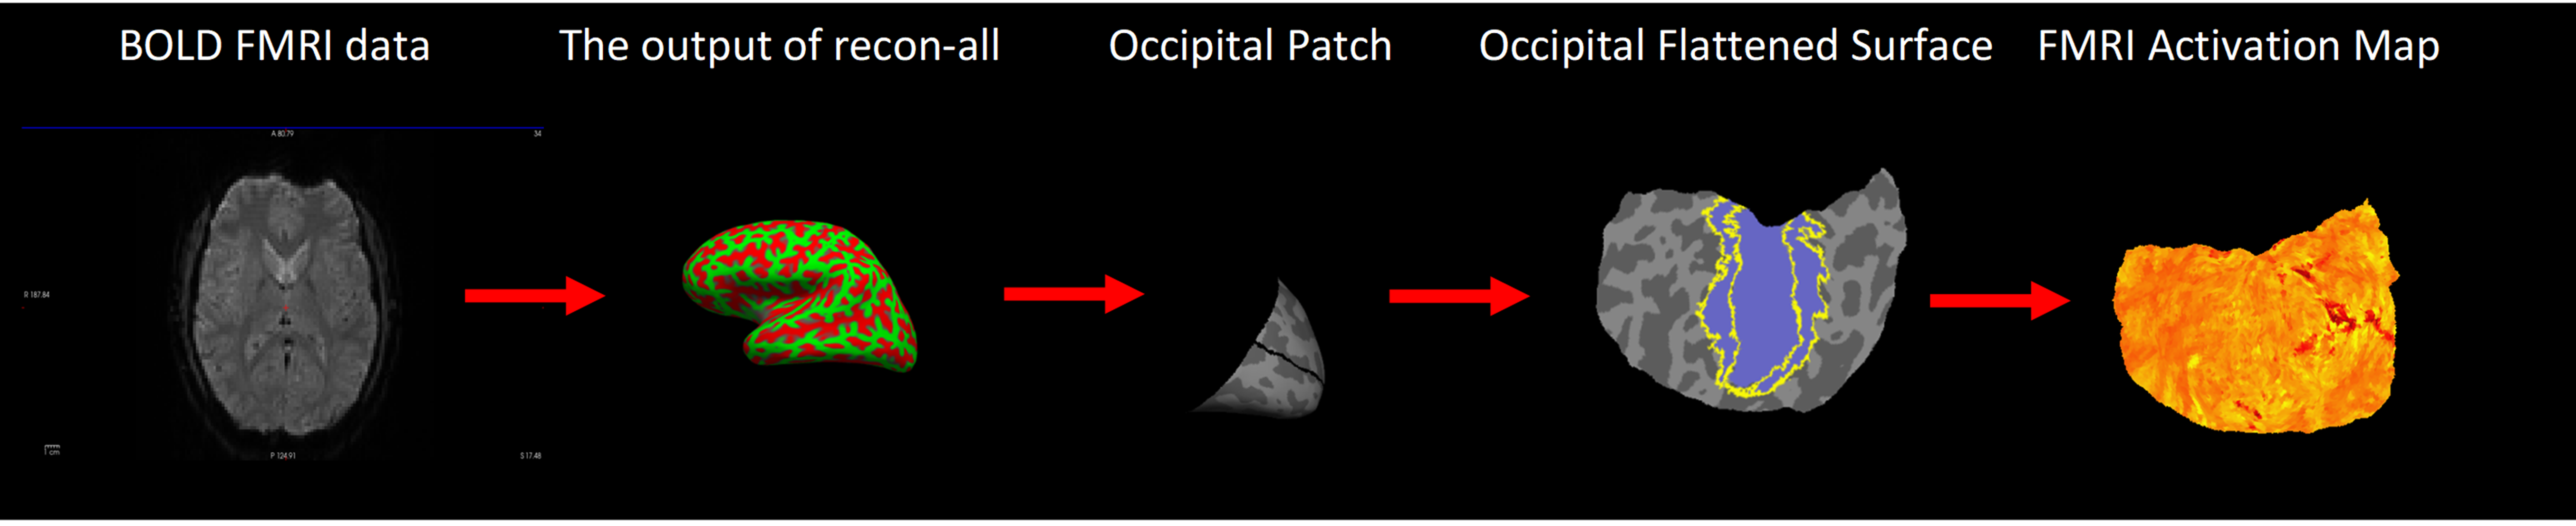 BOLD FMRI data
The output of recon-all
Occipital Patch
Occipital Flattened Surface
FMRI Activation Map
A 80.79
34
R 187.84
cm
P 124.91
S 17.48